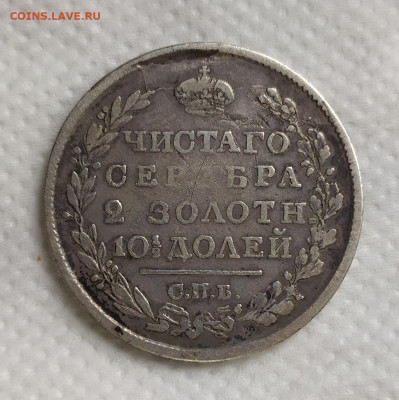 COINS.LAVE.RU
ЧИСТАГО
СЕРЕБРА
2 ЗОЛОТН.
10½ ДОЛЕЙ
С.П.Б.